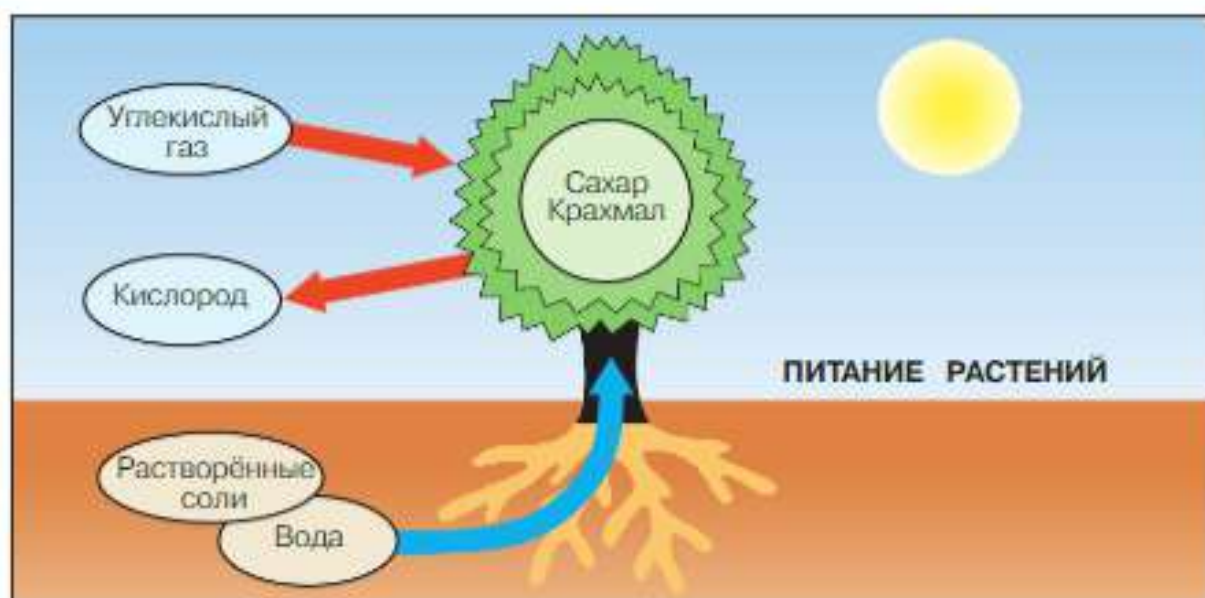 Углекислый
газ
Сахар
Крахмал
Кислород
ПИТАНИЕ РАСТЕНИЙ
Растворённые
соли
Вода